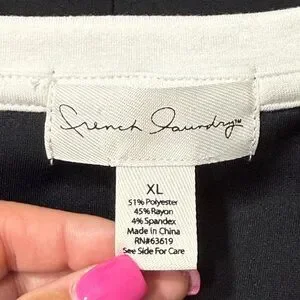 French Laundry™
XL
51% Polyester
45% Rayon
4% Spandex
Made in China
RN#63619
See Side For Care